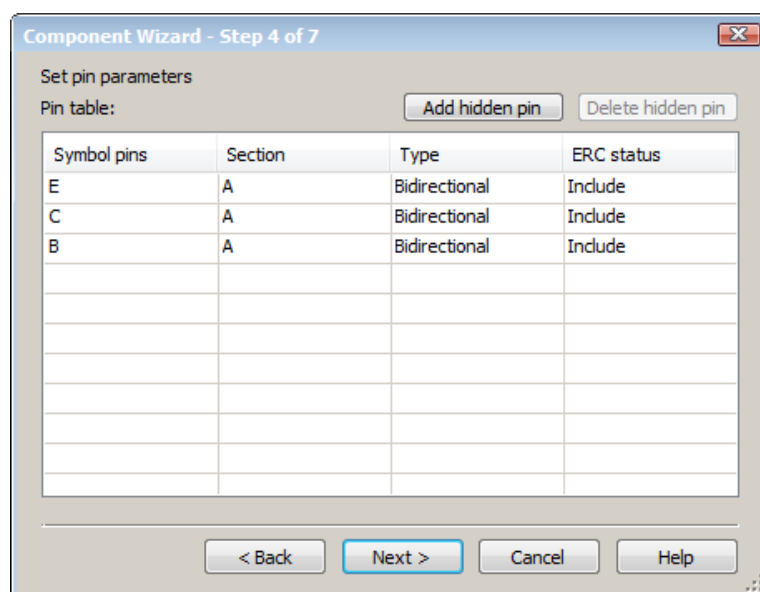 Component Wizard - Step 4 of 7
Set pin parameters
Pin table: Add hidden pin Delete hidden pin
Symbol pins Section Type ERC status
E A Bidirectional Include
C A Bidirectional Include
B A Bidirectional Include
< Back Next > Cancel Help